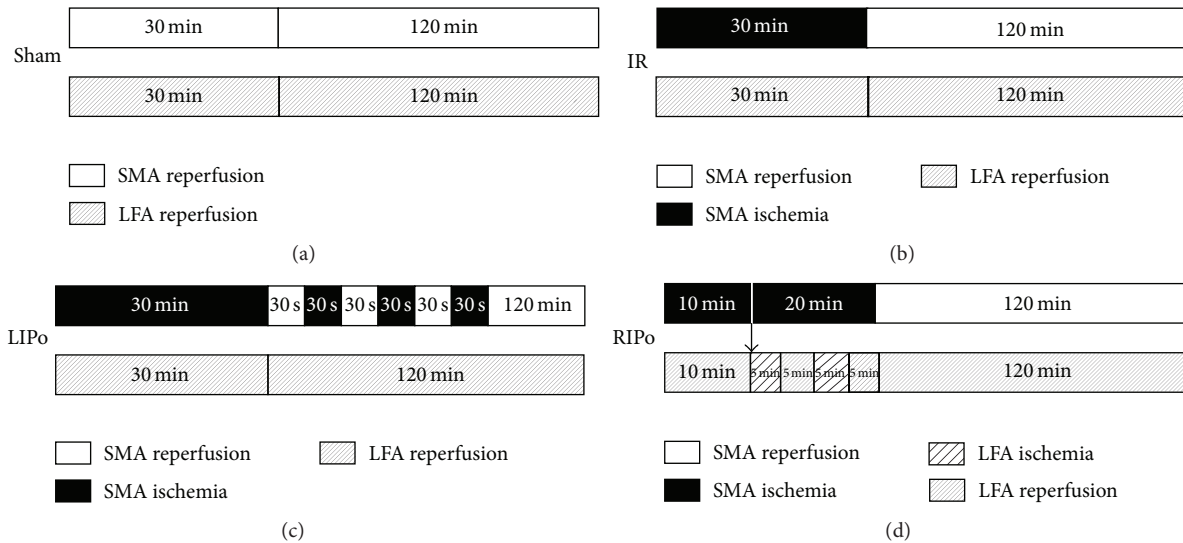 30 min 120 min
Sham
30 min 120 min
SMA reperfusion
LFA reperfusion
(a)
30 min 120 min
IR
30 min 120 min
SMA reperfusion LFA reperfusion
SMA ischemia
(b)
30 min 30 s 30 s 30 s 30 s 30 s 30 s 120 min
LIPo
30 min 120 min
SMA reperfusion LFA reperfusion
SMA ischemia
(c)
10 min 20 min 120 min
RIPo
10 min 5 min 5 min 5 min 5 min 120 min
SMA reperfusion LFA ischemia
SMA ischemia LFA reperfusion
(d)